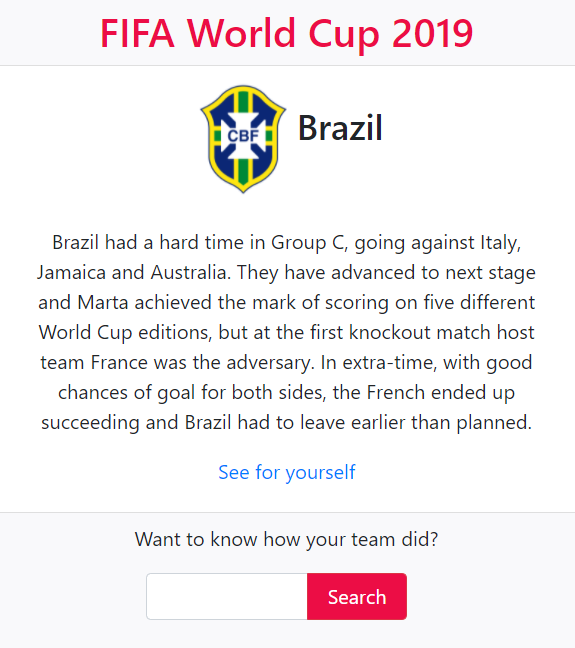 FIFA World Cup 2019
CBF
Brazil
Brazil had a hard time in Group C, going against Italy,
Jamaica and Australia. They have advanced to next stage
and Marta achieved the mark of scoring on five different
World Cup editions, but at the first knockout match host
team France was the adversary. In extra-time, with good
chances of goal for both sides, the French ended up
succeeding and Brazil had to leave earlier than planned.
See for yourself
Want to know how your team did?
Search